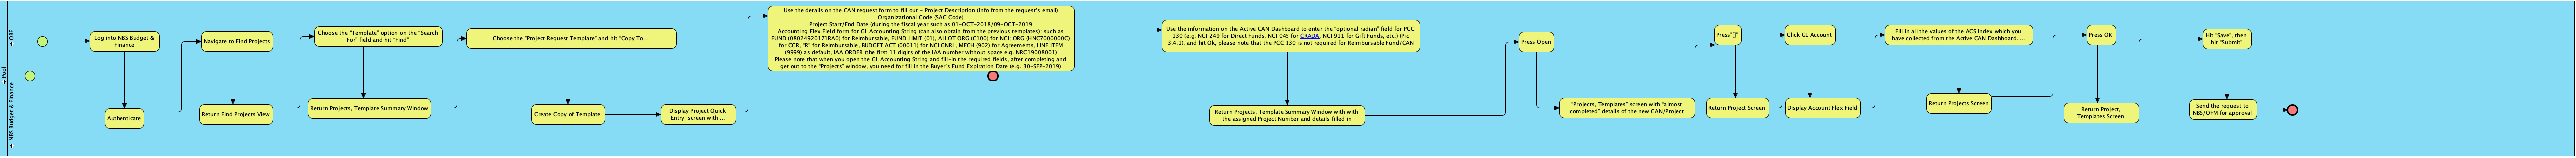 Pool
OBF
NBS Budget & Finance
Log into NBS Budget &
Finance
Authenticate
Navigate to Find Projects
Return Find Projects View
Choose the "Template" option on the "Search
For" field and hit "Find"
Return Projects, Template Summary Window
Choose the "Project Request Template" and hit "Copy To...
Create Copy of Template
Display Project Quick
Entry screen with ...
Use the details on the CAN request form to fill out - Project Description (info from the request's email)
Organizational Code (SAC Code)
Project Start/End Date (during the fiscal year such as 01-OCT-2018/09-OCT-2019
Accounting Flex Field form for GL Accounting String (can also obtain from the previous templates): such as
FUND (08024920171RA0) for Reimbursable, FUND LIMIT (01), ALLOT ORG (C100) for NCI; ORG (HNC7000000C)
for CCR, "R" for Reimbursable, BUDGET ACT (00011) for NCI GNRL, MECH (902) for Agreements, LINE ITEM
(9999) as default, IAA ORDER (the first 11 digits of the IAA number without space e.g. NRC19008001)
Please note that when you open the GL Accounting String and fill-in the required fields, after completing and
get out to the "Projects" window, you need for fill in the Buyer's Fund Expiration Date (e.g. 30-SEP-2019)
Use the information on the Active CAN Dashboard to enter the "optional radian" field for PCC
130 (e.g. NCI 249 for Direct Funds, NCI 045 for CRADA, NCI 911 for Gift Funds, etc.) (Pic
3.4.1), and hit Ok, please note that the PCC 130 is not required for Reimbursable Fund/CAN
Return Projects, Template Summary Window with with
the assigned Project Number and details filled in
Press Open
"Projects, Templates" screen with "almost
completed" details of the new CAN/Project
Press"[]"
Return Project Screen
Click GL Account
Display Account Flex Field
Fill in all the values of the ACS Index which you
have collected from the Active CAN Dashboard. ...
Return Projects Screen
Press OK
Return Project,
Templates Screen
Hit "Save", then
hit "Submit"
Send the request to
NBS/OFM for approval